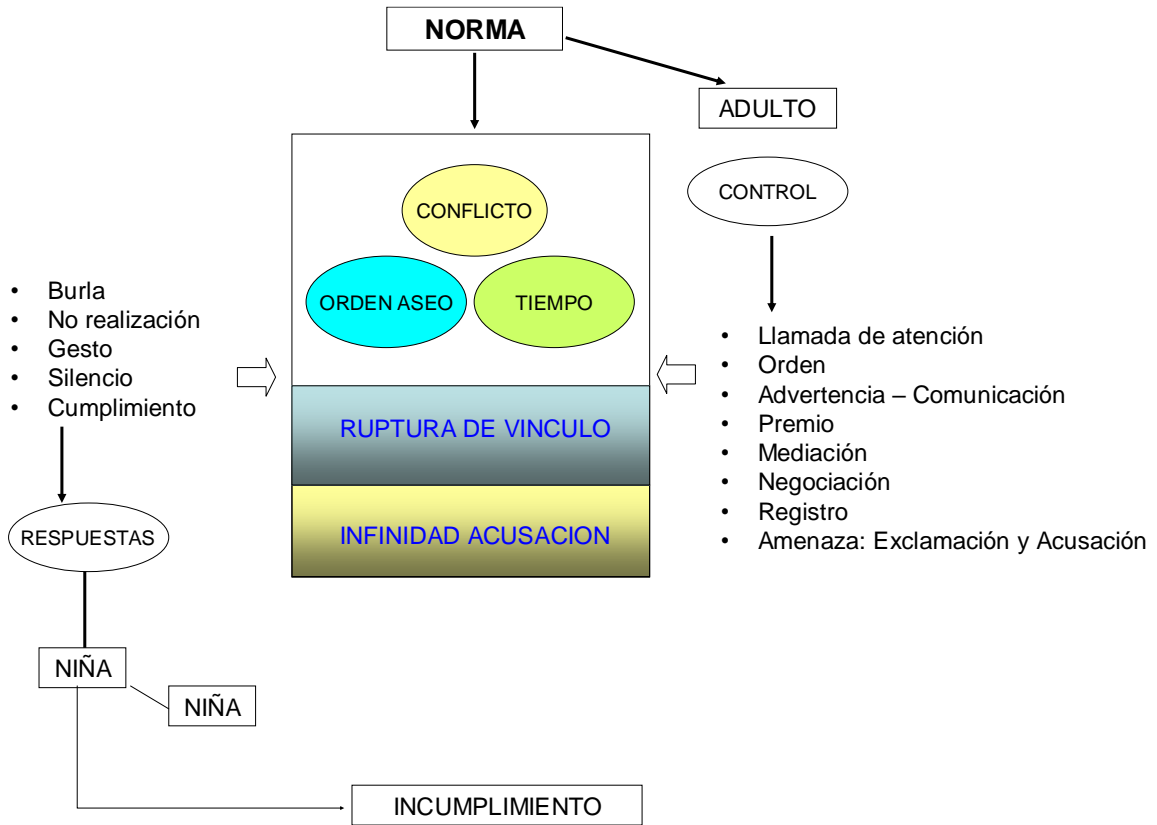 NORMA
ADULTO
CONTROL
CONFLICTO
ORDEN ASEO
TIEMPO
• Burla
• No realización
• Gesto
• Silencio
• Cumplimiento
• Llamada de atención
• Orden
• Advertencia – Comunicación
• Premio
• Mediación
• Negociación
• Registro
• Amenaza: Exclamación y Acusación
RUPTURA DE VINCULO
INFINIDAD ACUSACION
RESPUESTAS
NIÑA
NIÑA
INCUMPLIMIENTO